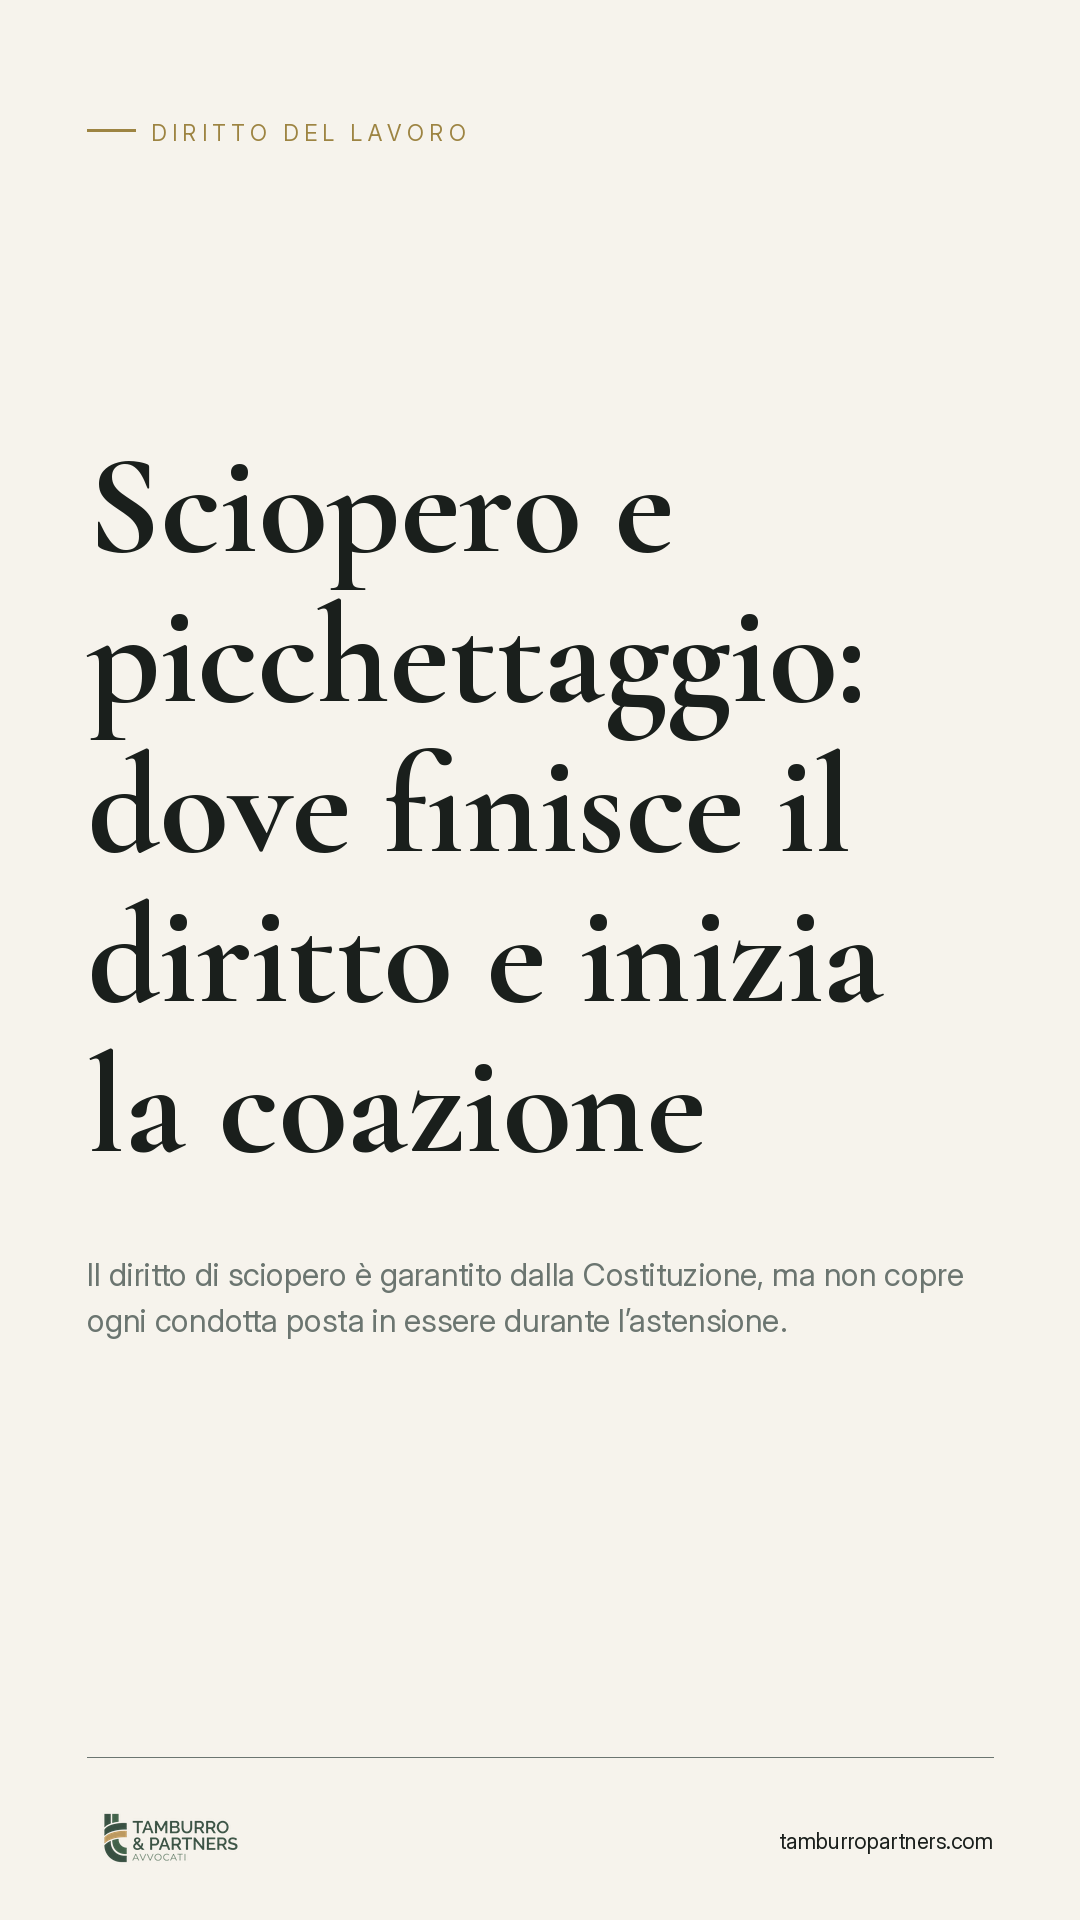 DIRITTO DEL LAVORO
Sciopero e
picchettaggio:
dove finisce il
diritto e inizia
la coazione
Il diritto di sciopero è garantito dalla Costituzione, ma non copre
ogni condotta posta in essere durante l’astensione.
TAMBURRO
& PARTNERS
AVVOCATI
tamburropartners.com